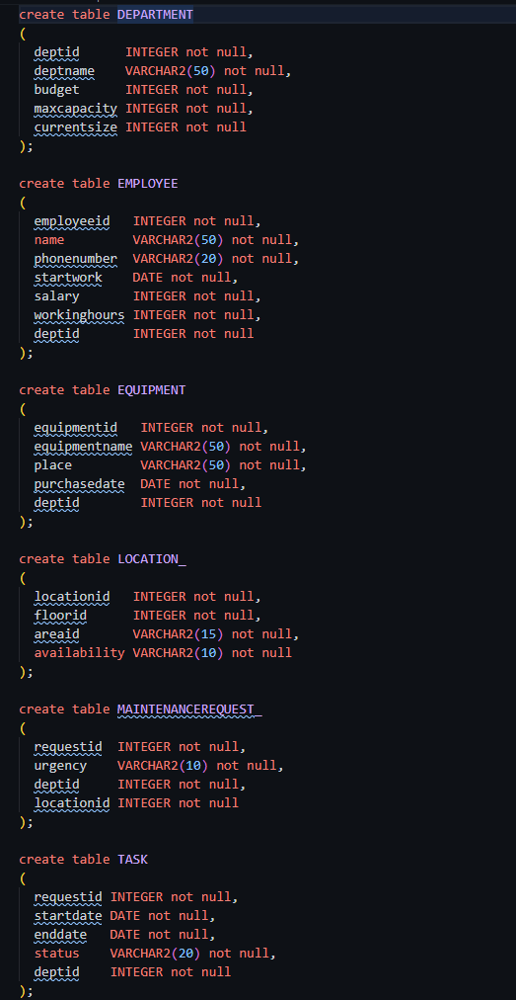 create table DEPARTMENT
(
  deptid      INTEGER not null,
  deptname    VARCHAR2(50) not null,
  budget      INTEGER not null,
  maxcapacity INTEGER not null,
  currentsize INTEGER not null
);
create table EMPLOYEE
(
  employeeid   INTEGER not null,
  name         VARCHAR2(50) not null,
  phonenumber  VARCHAR2(20) not null,
  startwork    DATE not null,
  salary       INTEGER not null,
  workinghours INTEGER not null,
  deptid       INTEGER not null
);
create table EQUIPMENT
(
  equipmentid   INTEGER not null,
  equipmentname VARCHAR2(50) not null,
  place         VARCHAR2(50) not null,
  purchasedate  DATE not null,
  deptid        INTEGER not null
);
create table LOCATION_
(
  locationid   INTEGER not null,
  floorid      INTEGER not null,
  areaid       VARCHAR2(15) not null,
  availability VARCHAR2(10) not null
);
create table MAINTENANCEREQUEST_
(
  requestid  INTEGER not null,
  urgency    VARCHAR2(10) not null,
  deptid     INTEGER not null,
  locationid INTEGER not null
);
create table TASK
(
  requestid INTEGER not null,
  startdate DATE not null,
  enddate   DATE not null,
  status    VARCHAR2(20) not null,
  deptid    INTEGER not null
);